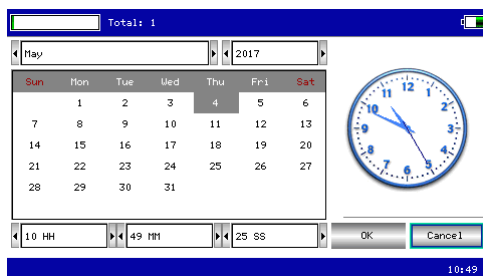 Total: 1
May 2017
Sun Mon Tue Wed Thu Fri Sat
1 2 3 4 5 6
7 8 9 10 11 12 13
14 15 16 17 18 19 20
21 22 23 24 25 26 27
28 29 30 31
12
11 1
10 2
9 3
8 4
7 6 5
10 HH 49 MM 25 SS OK Cancel
10:49